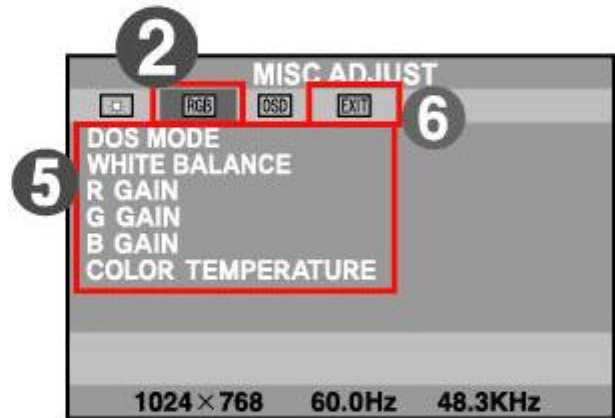 2
MISC ADJUST
RGB OSD EXIT
6
5
DOS MODE
WHITE BALANCE
R GAIN
G GAIN
B GAIN
COLOR TEMPERATURE
1024×768 60.0Hz 48.3KHz